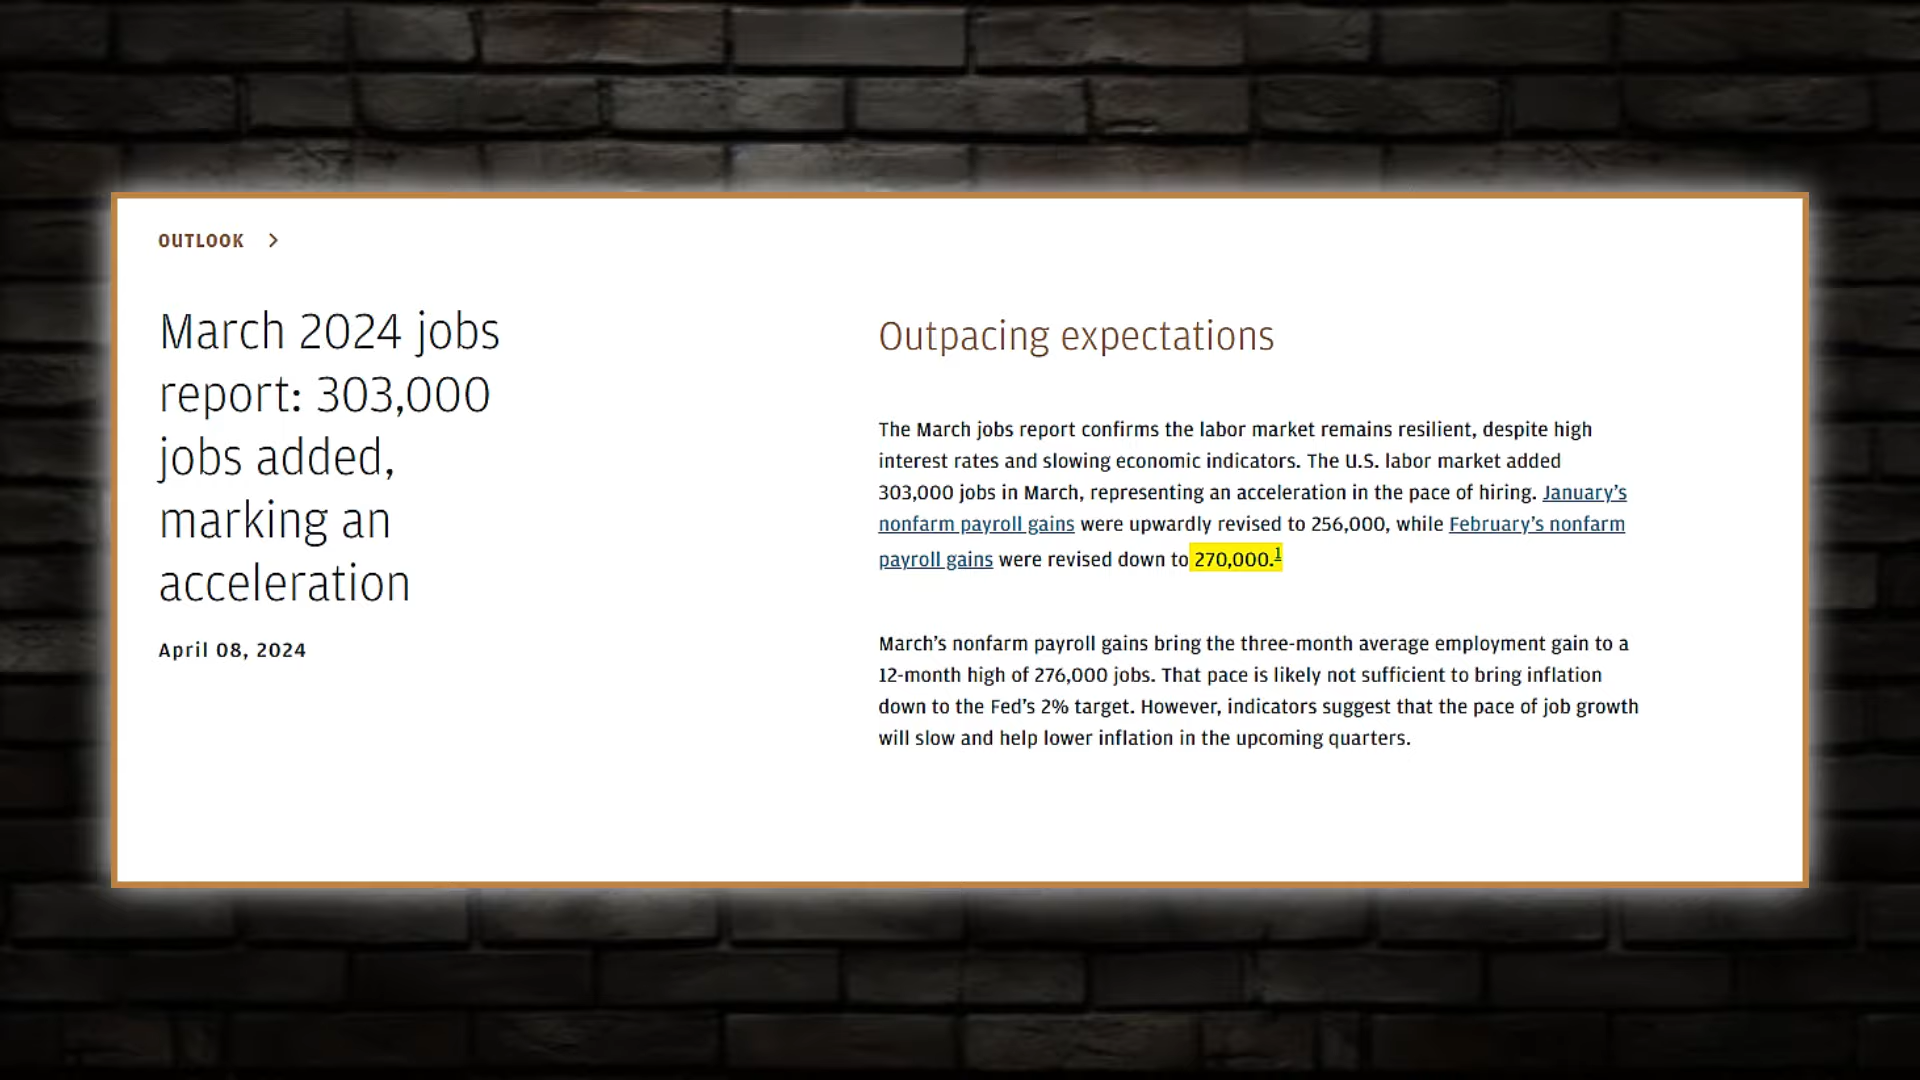 OUTLOOK >
March 2024 jobs
report: 303,000
jobs added,
marking an
acceleration
April 08, 2024
Outpacing expectations
The March jobs report confirms the labor market remains resilient, despite high
interest rates and slowing economic indicators. The U.S. labor market added
303,000 jobs in March, representing an acceleration in the pace of hiring. January’s
nonfarm payroll gains were upwardly revised to 256,000, while February’s nonfarm
payroll gains were revised down to 270,000.1
March’s nonfarm payroll gains bring the three-month average employment gain to a
12-month high of 276,000 jobs. That pace is likely not sufficient to bring inflation
down to the Fed’s 2% target. However, indicators suggest that the pace of job growth
will slow and help lower inflation in the upcoming quarters.